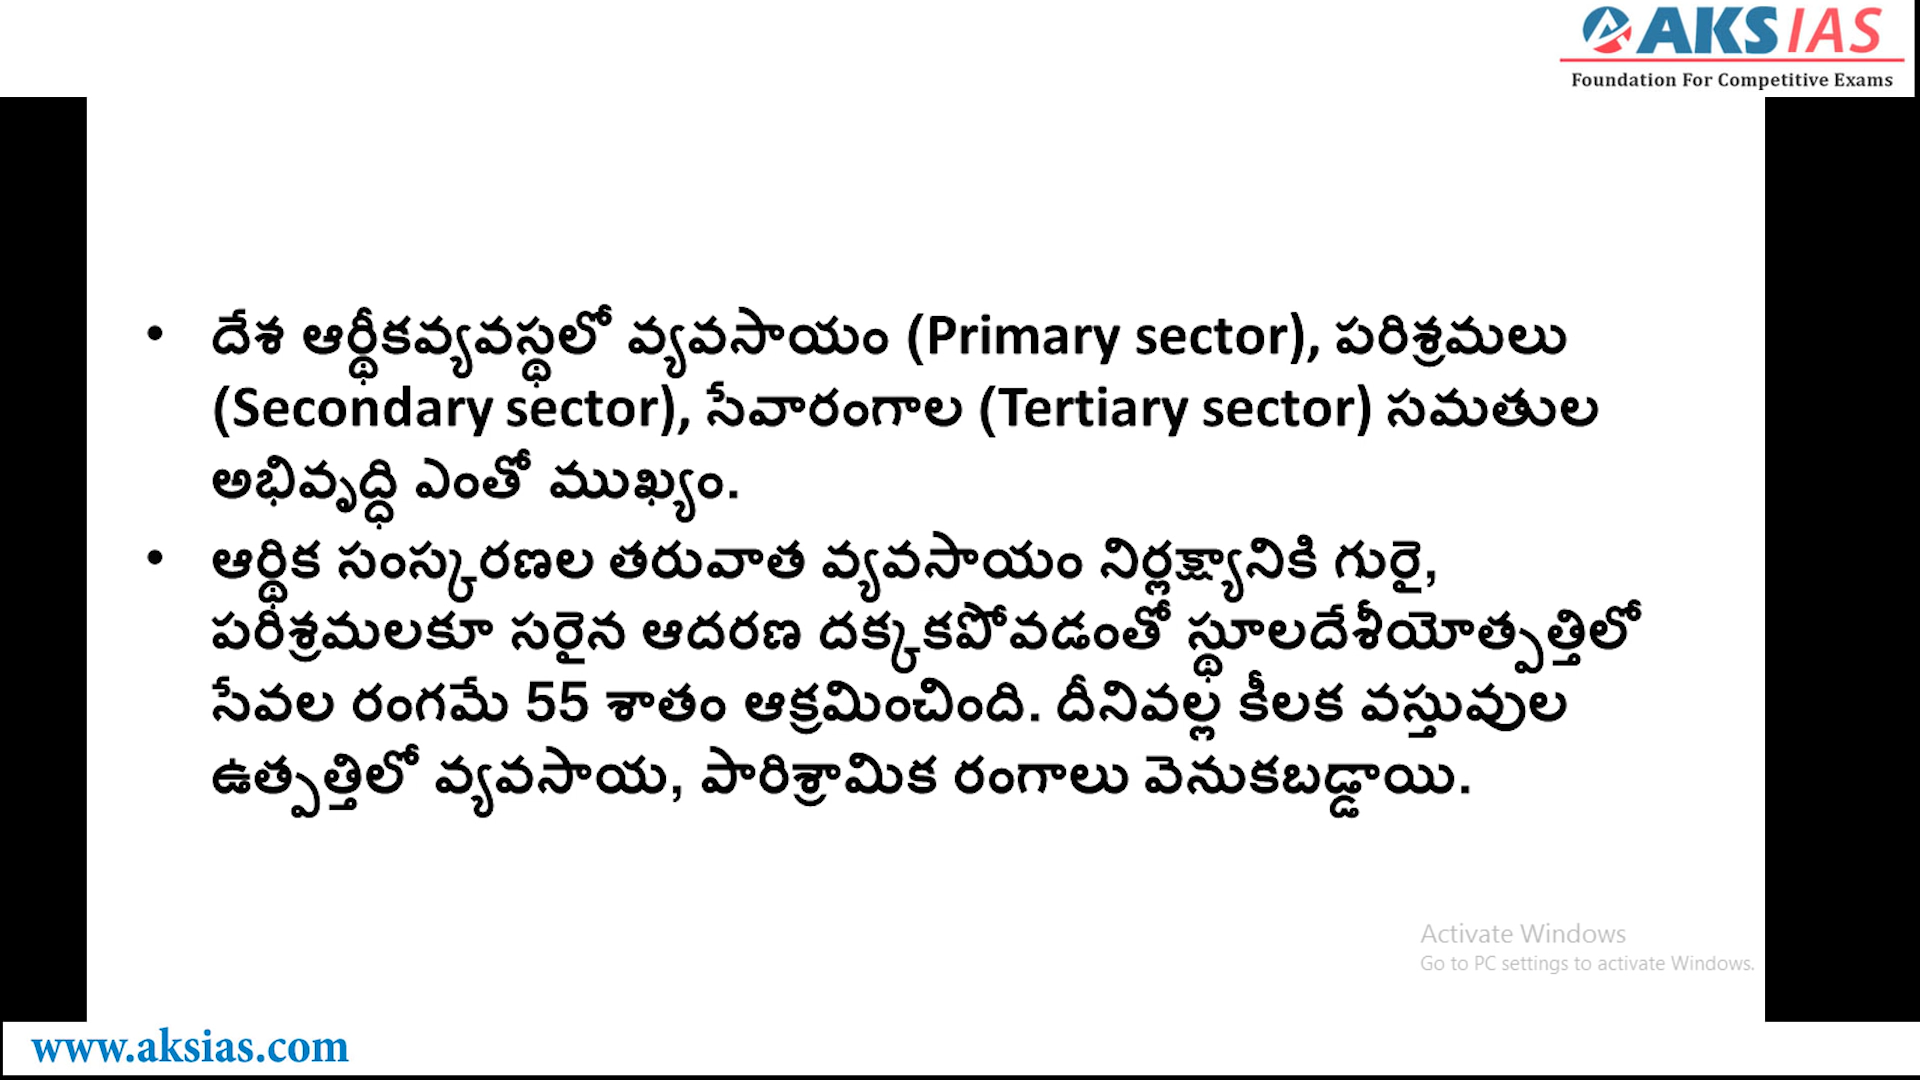 AKS IAS
Foundation For Competitive Exams
• దేశ ఆర్థీకవ్యవస్థలో వ్యవసాయం (Primary sector), పరిశ్రమలు
(Secondary sector), సేవారంగాల (Tertiary sector) సమతుల
అభివృద్ధి ఎంతో ముఖ్యం.
• ఆర్థిక సంస్కరణల తరువాత వ్యవసాయం నిర్లక్ష్యానికి గురై,
పరిశ్రమలకూ సరైన ఆదరణ దక్కకపోవడంతో స్థూలదేశీయోత్పత్తిలో
సేవల రంగమే 55 శాతం ఆక్రమించింది. దీనివల్ల కీలక వస్తువుల
ఉత్పత్తిలో వ్యవసాయ, పారిశ్రామిక రంగాలు వెనుకబడ్డాయి.
Activate Windows
Go to PC settings to activate Windows.
www.aksias.com